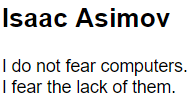 Isaac Asimov
I do not fear computers.
I fear the lack of them.